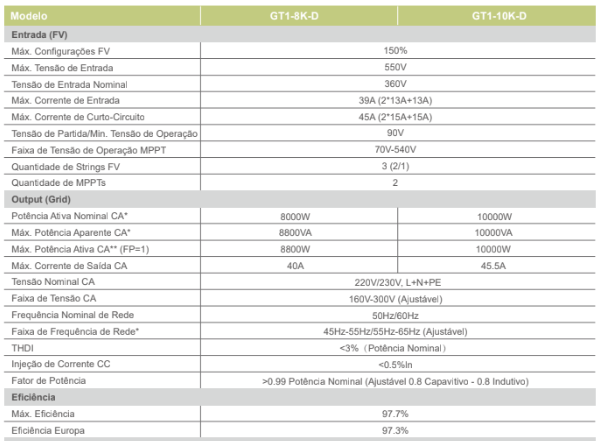 Modelo GT1-8K-D GT1-10K-D
Entrada (FV)
Máx. Configurações FV 150%
Máx. Tensão de Entrada 550V
Tensão de Entrada Nominal 360V
Máx. Corrente de Entrada 39A (2*13A+13A)
Máx. Corrente de Curto-Circuito 45A (2*15A+15A)
Tensão de Partida/Min. Tensão de Operação 90V
Faixa de Tensão de Operação MPPT 70V-540V
Quantidade de Strings FV 3 (2/1)
Quantidade de MPPTs 2
Output (Grid)
Potência Ativa Nominal CA* 8000W 10000W
Máx. Potência Aparente CA* 8800VA 10000VA
Máx. Potência Ativa CA** (FP=1) 8800W 10000W
Máx. Corrente de Saída CA 40A 45.5A
Tensão Nominal CA 220V/230V, L+N+PE
Faixa de Tensão CA 160V-300V (Ajustável)
Frequência Nominal de Rede 50Hz/60Hz
Faixa de Frequência de Rede* 45Hz-55Hz/55Hz-65Hz (Ajustável)
THDI <3%（Potência Nominal）
Injeção de Corrente CC <0.5%In
Fator de Potência >0.99 Potência Nominal (Ajustável 0.8 Capavitivo - 0.8 Indutivo)
Eficiência
Máx. Eficiência 97.7%
Eficiência Europa 97.3%